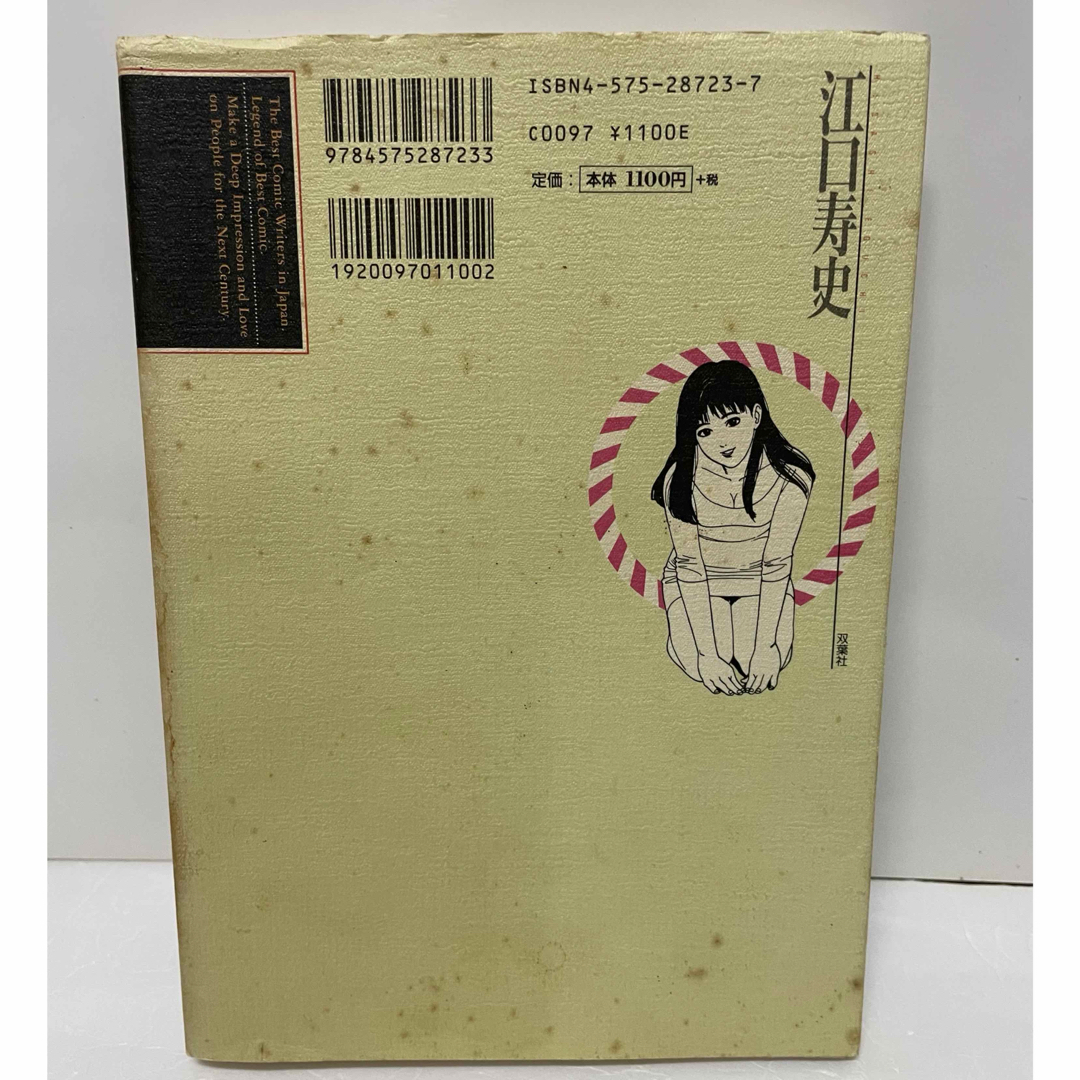 The Best Comic Writers in Japan.
Legend of Best Comic.
Make a Deep Impression and Love
on People for the Next Century.
9784575287233
1920097011002
ISBN4-575-28723-7
C0097 ¥1100E
定価：本体 1100円+税
江口寿史
双葉社